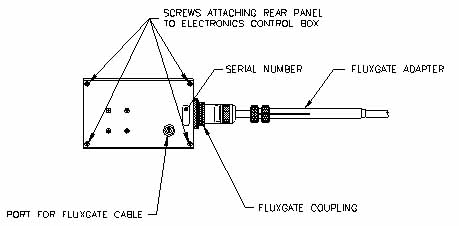 SCREWS ATTACHING REAR PANEL
TO ELECTRONICS CONTROL BOX
SERIAL NUMBER
FLUXGATE ADAPTER
PORT FOR FLUXGATE CABLE
FLUXGATE COUPLING